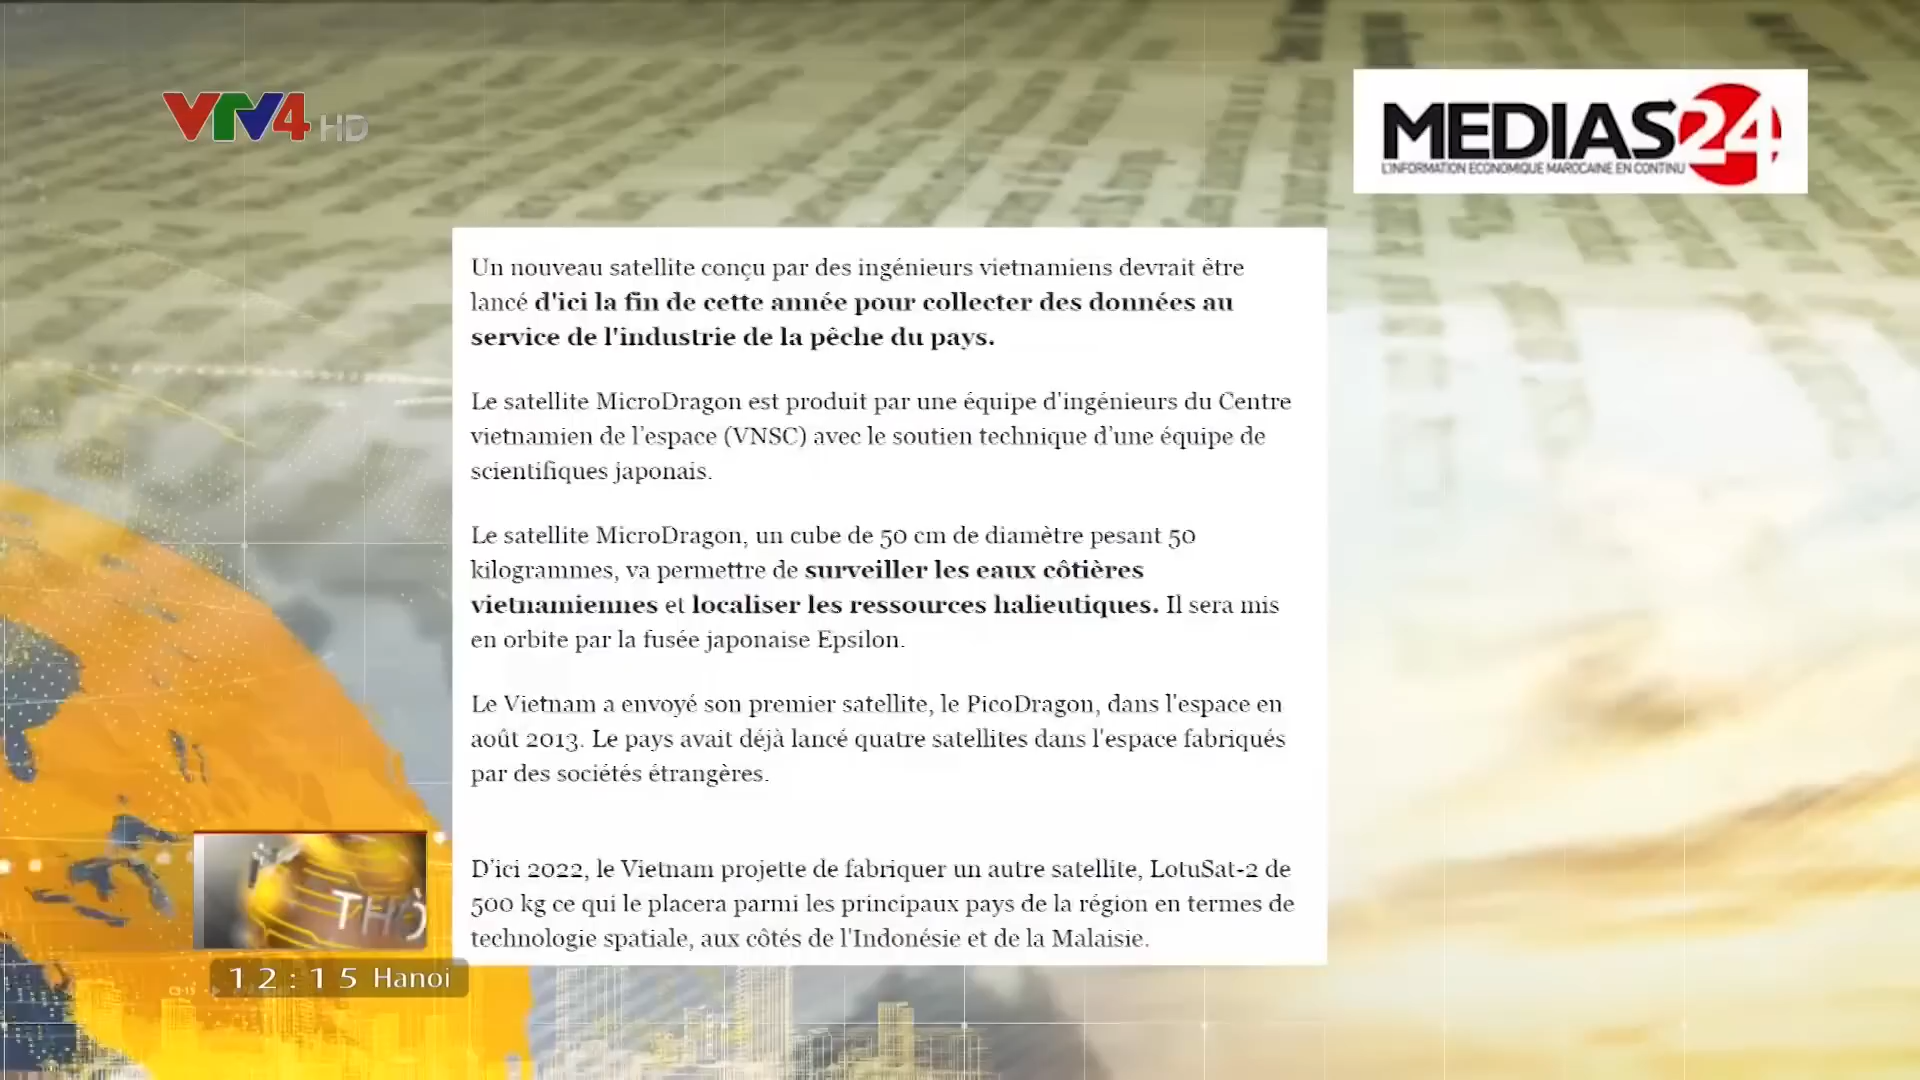 VTV4 HD
MEDIAS24
L'INFORMATION ECONOMIQUE MAROCAINE EN CONTINU
Un nouveau satellite conçu par des ingénieurs vietnamiens devrait être
lancé d'ici la fin de cette année pour collecter des données au
service de l'industrie de la pêche du pays.
Le satellite MicroDragon est produit par une équipe d'ingénieurs du Centre
vietnamien de l’espace (VNSC) avec le soutien technique d’une équipe de
scientifiques japonais.
Le satellite MicroDragon, un cube de 50 cm de diamètre pesant 50
kilogrammes, va permettre de surveiller les eaux côtières
vietnamiennes et localiser les ressources halieutiques. Il sera mis
en orbite par la fusée japonaise Epsilon.
Le Vietnam a envoyé son premier satellite, le PicoDragon, dans l'espace en
août 2013. Le pays avait déjà lancé quatre satellites dans l'espace fabriqués
par des sociétés étrangères.
D’ici 2022, le Vietnam projette de fabriquer un autre satellite, LotuSat-2 de
500 kg ce qui le placera parmi les principaux pays de la région en termes de
technologie spatiale, aux côtés de l'Indonésie et de la Malaisie.
THỜ
12:15 Hanoi